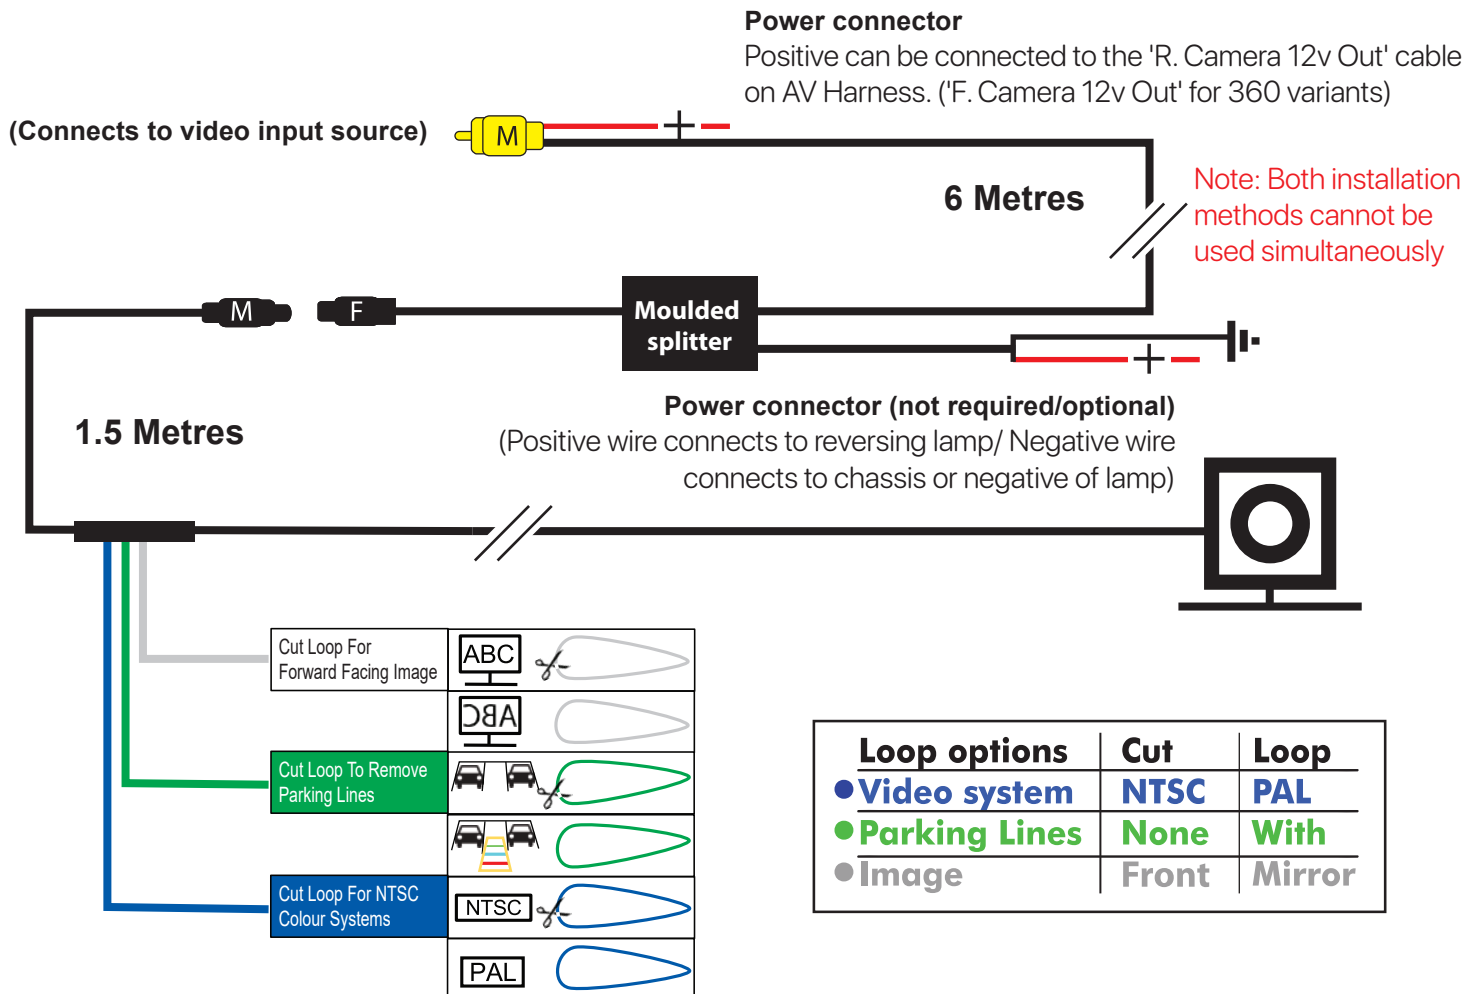 Power connector
Positive can be connected to the 'R. Camera 12v Out' cable
on AV Harness. ('F. Camera 12v Out' for 360 variants)
(Connects to video input source)
M
6 Metres
Note: Both installation
methods cannot be
used simultaneously
M
F
Moulded
splitter
Power connector (not required/optional)
(Positive wire connects to reversing lamp/ Negative wire
connects to chassis or negative of lamp)
1.5 Metres
Cut Loop For
Forward Facing Image
ABC
ABC
Cut Loop To Remove
Parking Lines
Cut Loop For NTSC
Colour Systems
NTSC
PAL
Loop options Cut Loop
Video system NTSC PAL
Parking Lines None With
Image Front Mirror